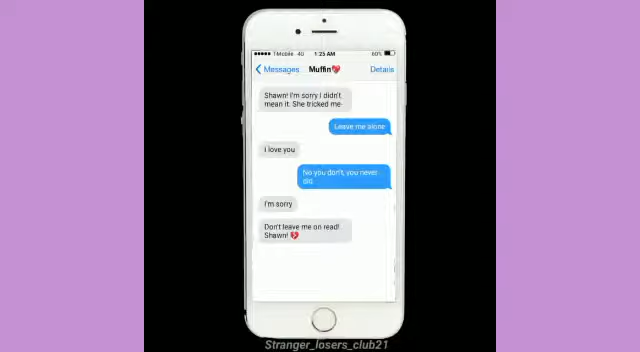 T-Mobile 4G 1:25 AM 60%
Messages Muffin💖 Details
Shawn! I'm sorry I didn't
mean it. She tricked me
Leave me alone
I love you
No you don't, you never
did
I'm sorry
Don't leave me on read!
Shawn! 💔
Stranger_losers_club21